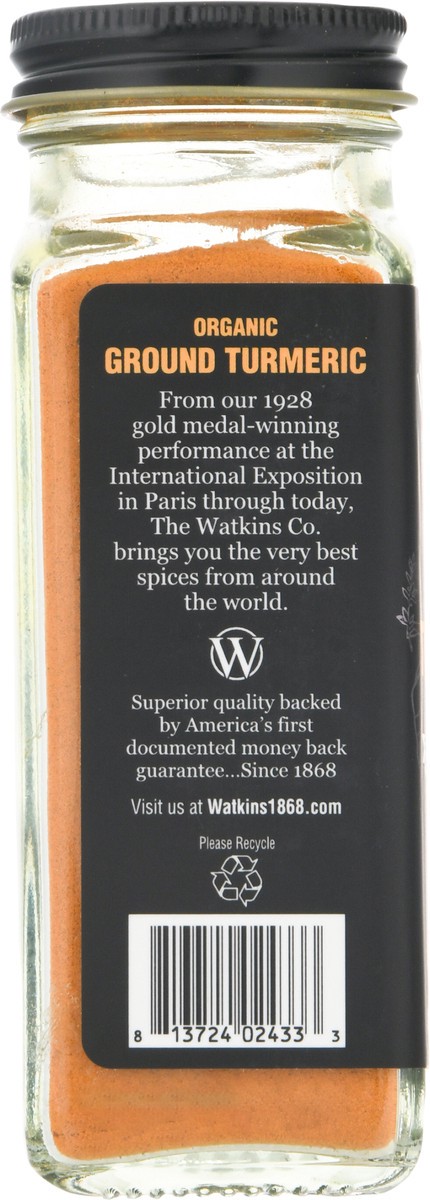 ORGANIC
GROUND TURMERIC
From our 1928
gold medal-winning
performance at the
International Exposition
in Paris through today,
The Watkins Co.
brings you the very best
spices from around
the world.
W
Superior quality backed
by America's first
documented money back
guarantee...Since 1868
Visit us at Watkins1868.com
Please Recycle
8 13724 02433 3